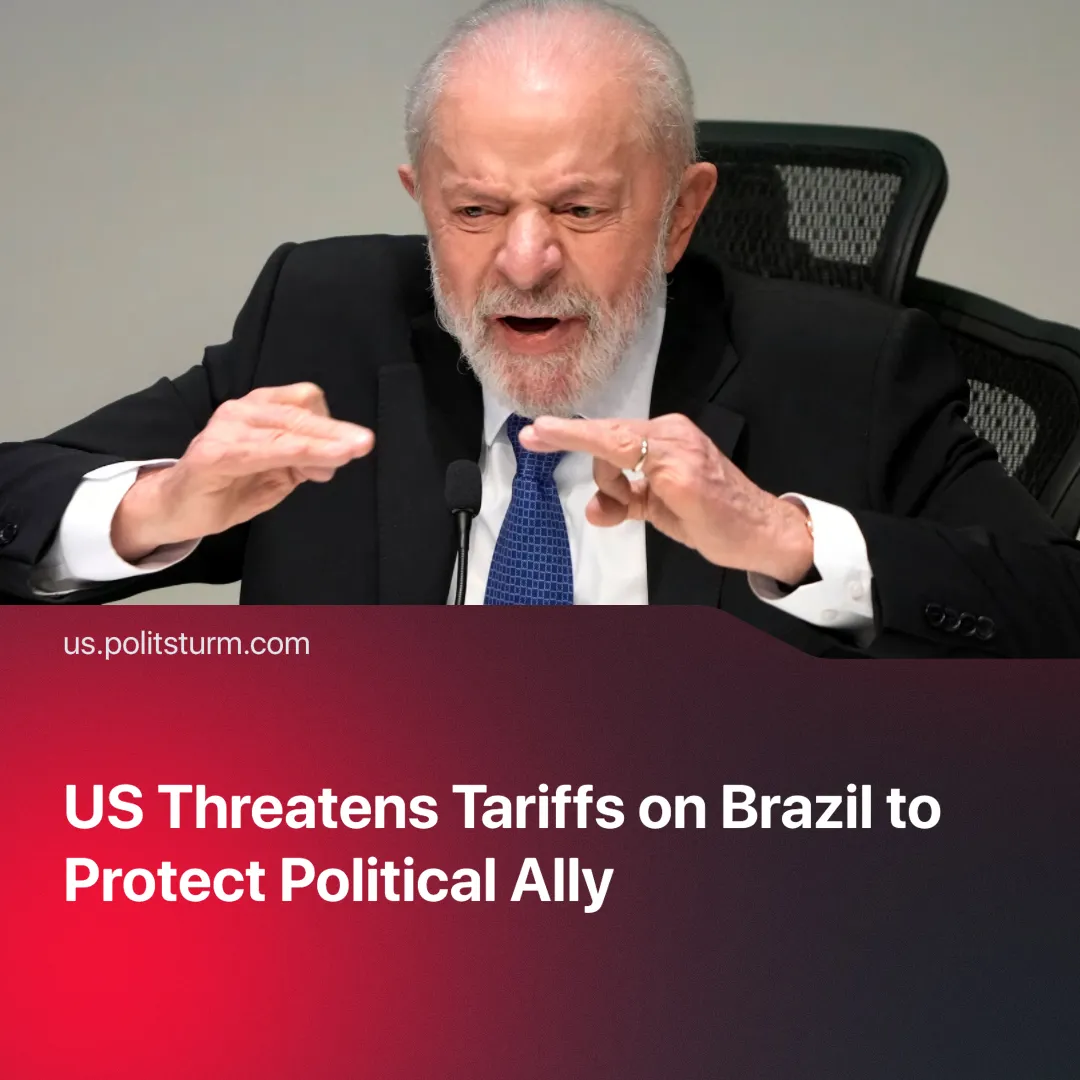 us.politsturm.com
US Threatens Tariffs on Brazil to
Protect Political Ally